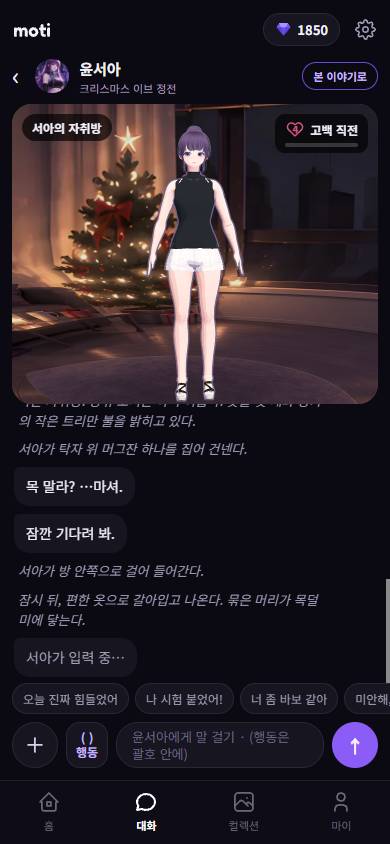 moti
1850
윤서아
크리스마스 이브 정전
본 이야기로
서아의 자취방
4
고백 직전
의 작은 트리만 불을 밝히고 있다.
서아가 탁자 위 머그잔 하나를 집어 건넨다.
목 말라? …마셔.
잠깐 기다려 봐.
서아가 방 안쪽으로 걸어 들어간다.
잠시 뒤, 편한 옷으로 갈아입고 나온다. 묶은 머리가 목덜
미에 닿는다.
서아가 입력 중…
오늘 진짜 힘들었어
나 시험 붙었어!
너 좀 바보 같아
미안해,
( )
행동
윤서아에게 말 걸기 · (행동은
괄호 안에)
홈
대화
컬렉션
마이